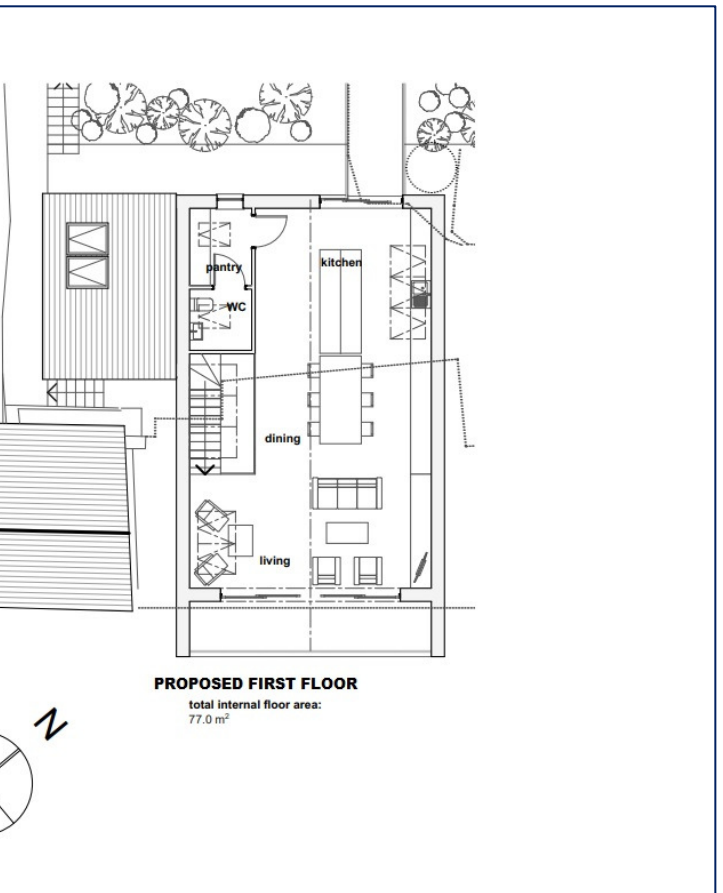 pantry
kitchen
WC
dining
living
PROPOSED FIRST FLOOR
total internal floor area:
77.0 m²
N